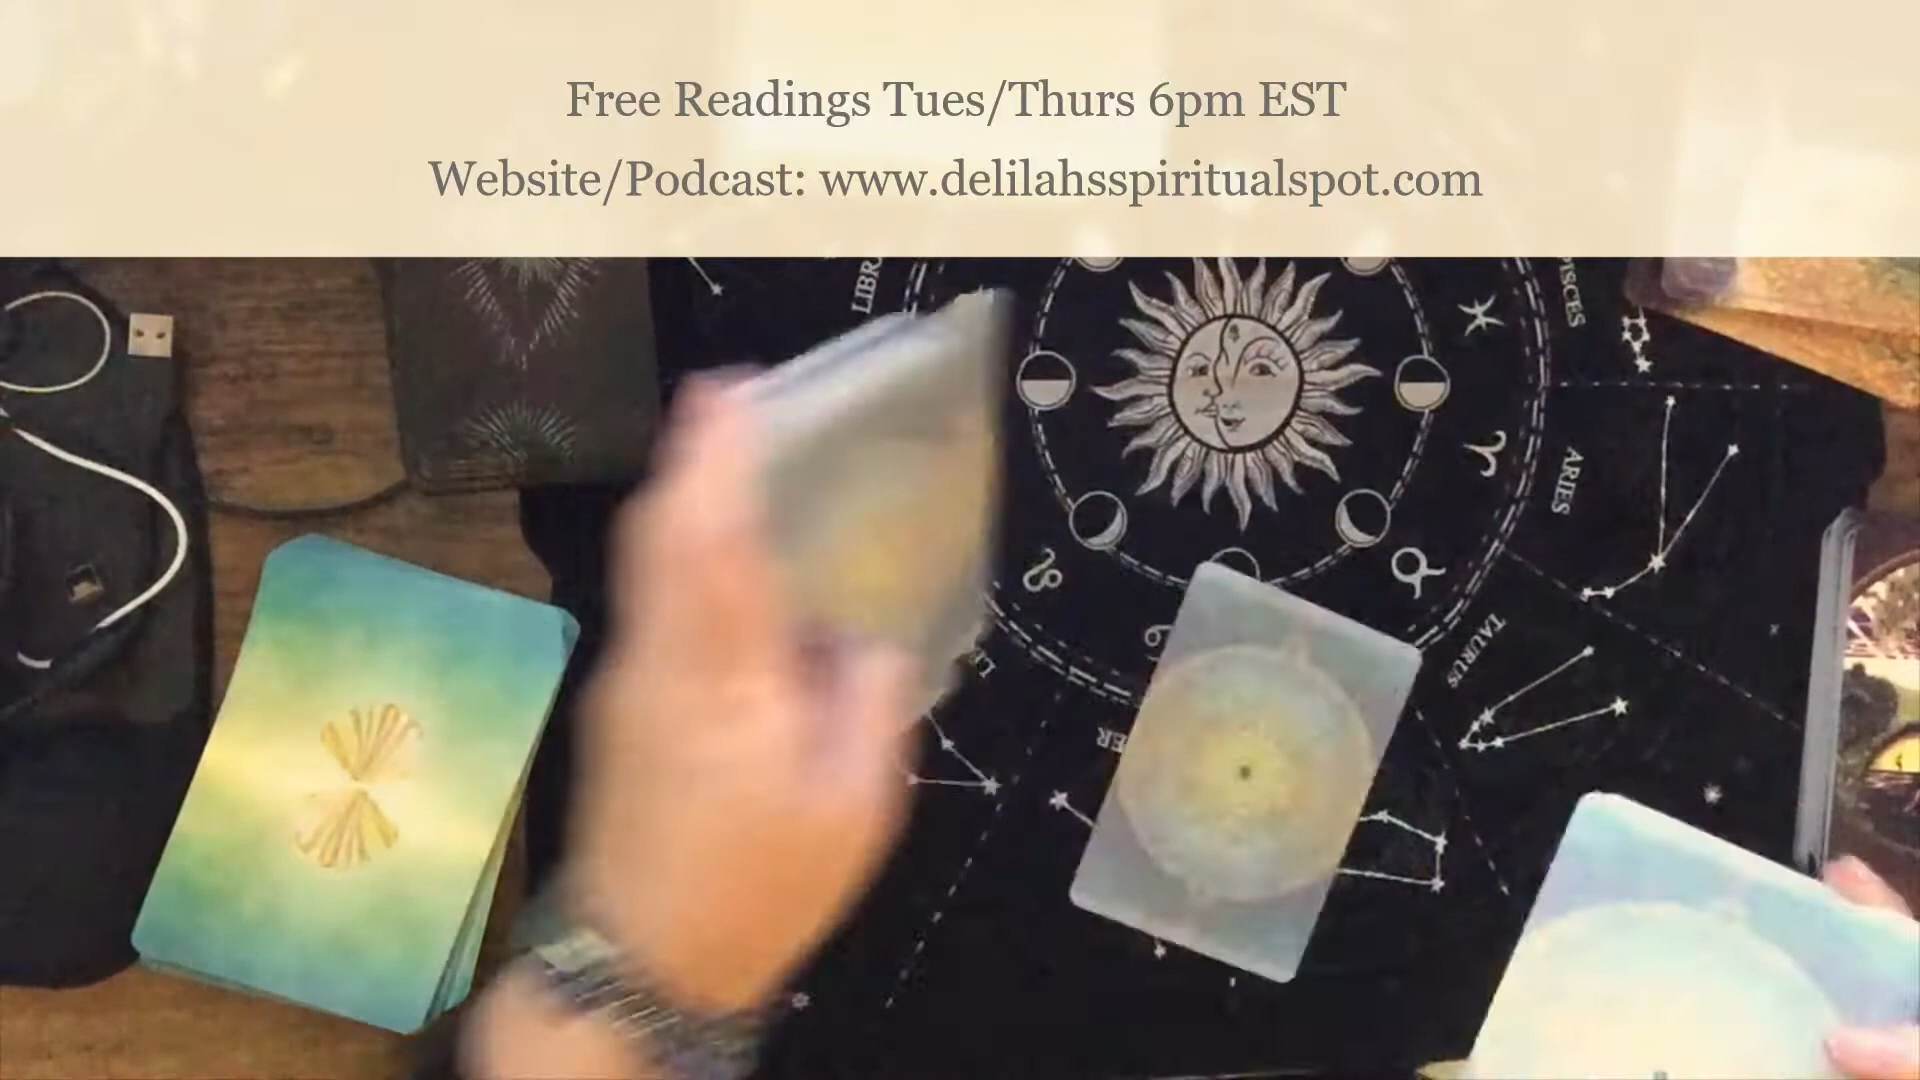 Free Readings Tues/Thurs 6pm EST
Website/Podcast: www.delilahsspiritualspot.com
LIBRA
PISCES
ARIES
TAURUS